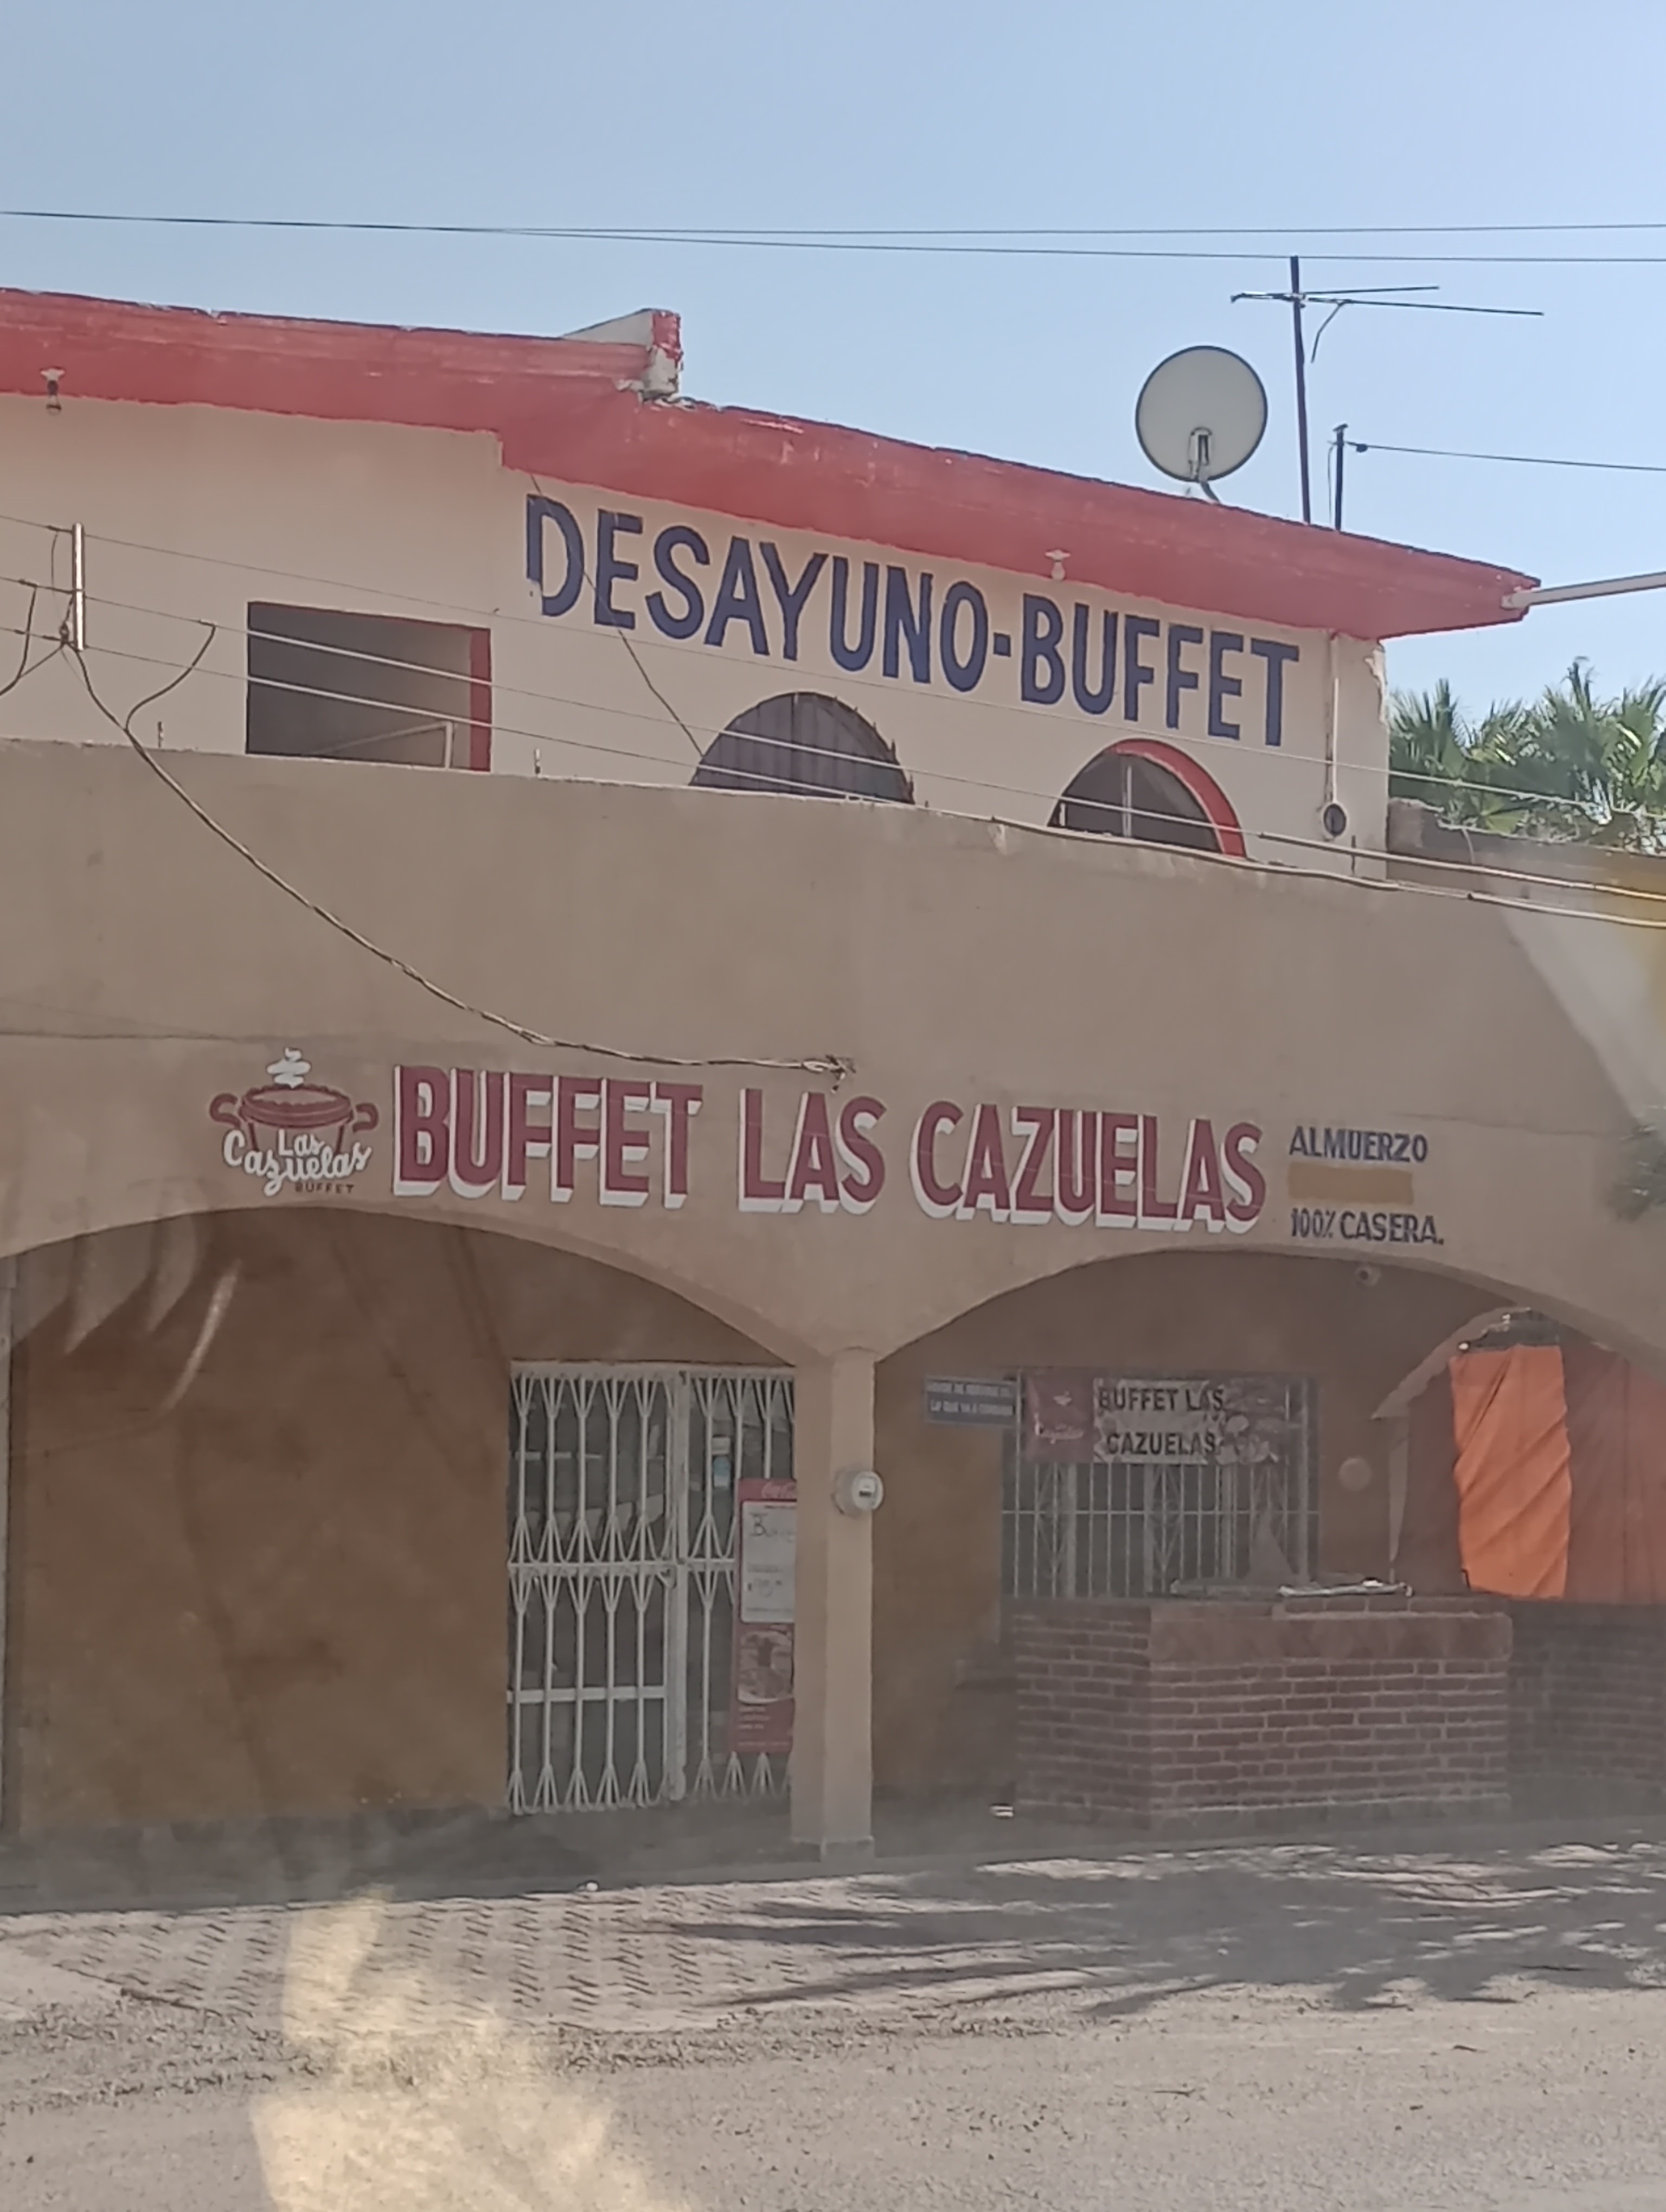 DESAYUNO-BUFFET
Las
Cazuelas
BUFFET
BUFFET LAS CAZUELAS
ALMUERZO
100% CASERA.
BUFFET LAS
CAZUELAS